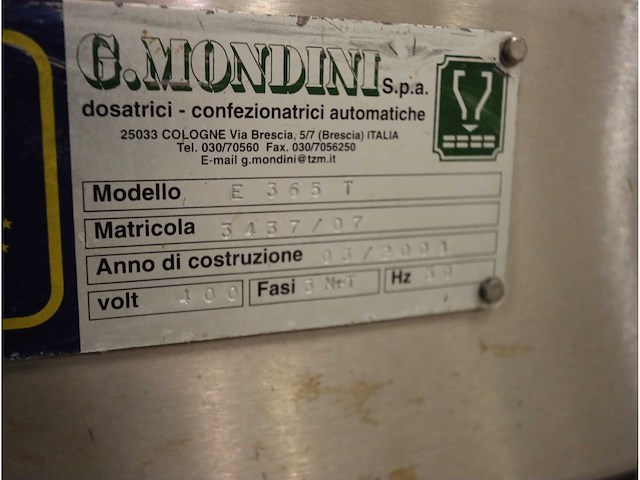 G.MONDINI S.p.a.
dosatrici - confezionatrici automatiche
25033 COLOGNE Via Brescia, 5/7 (Brescia) ITALIA
Tel. 030/70560 Fax. 030/7056250
E-mail g.mondini@tzm.it
Modello E 365 T
Matricola 3437/07
Anno di costruzione
volt 400 Fasi 3 N+T Hz 50